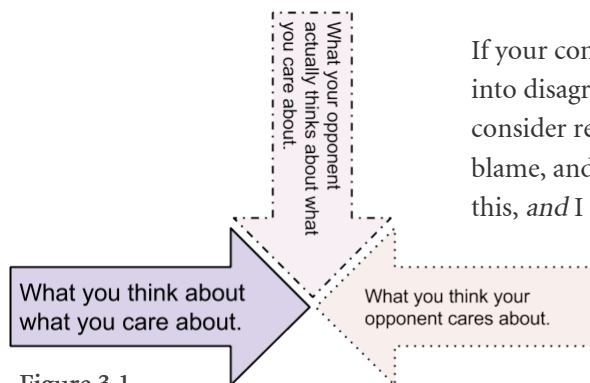 What your opponent
actually thinks about what
you care about.
If your con
into disagr
consider re
blame, and
this, and I
What you think about
what you care about.
What you think your
opponent cares about.
Figure 3.1